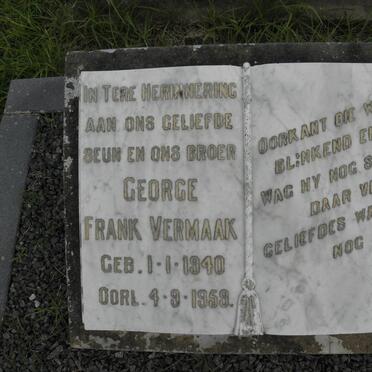 IN TERE HERINNERING
AAN ONS GELIEFDE
SEUN EN ONS BROER
GEORGE
FRANK VERMAAK
GEB. 1·1·1940
OORL. 4·9·1958.
OORKANT DIE
BLINKEND
WAG HY NOG
DAAR
GELIEFDES
NOG